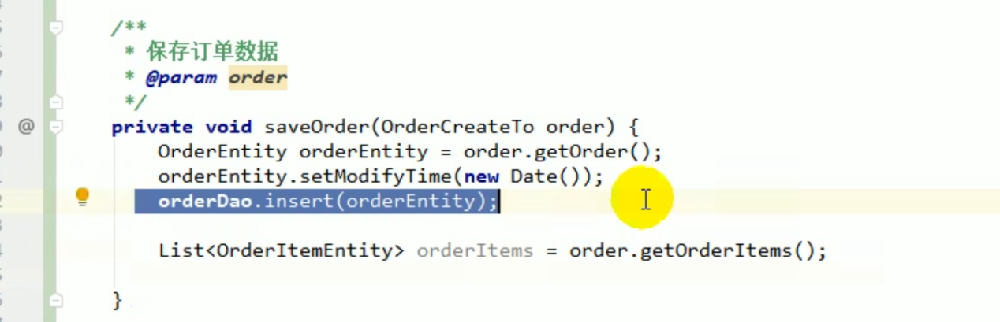 /**
* 保存订单数据
* @param order
*/
@ private void saveOrder(OrderCreateTo order) {
OrderEntity orderEntity = order.getOrder();
orderEntity.setModifyTime(new Date());
orderDao.insert(orderEntity);
List<OrderItemEntity> orderItems = order.getOrderItems();
}